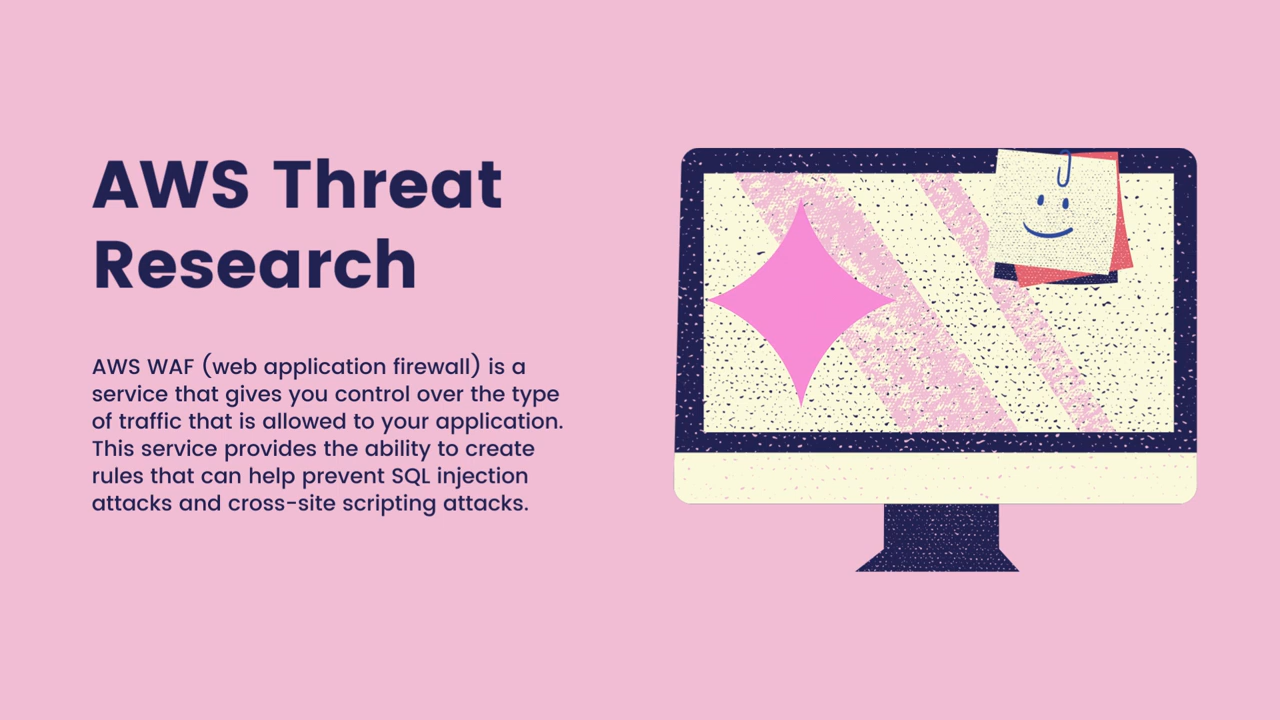 AWS Threat
Research
AWS WAF (web application firewall) is a
service that gives you control over the type
of traffic that is allowed to your application.
This service provides the ability to create
rules that can help prevent SQL injection
attacks and cross-site scripting attacks.